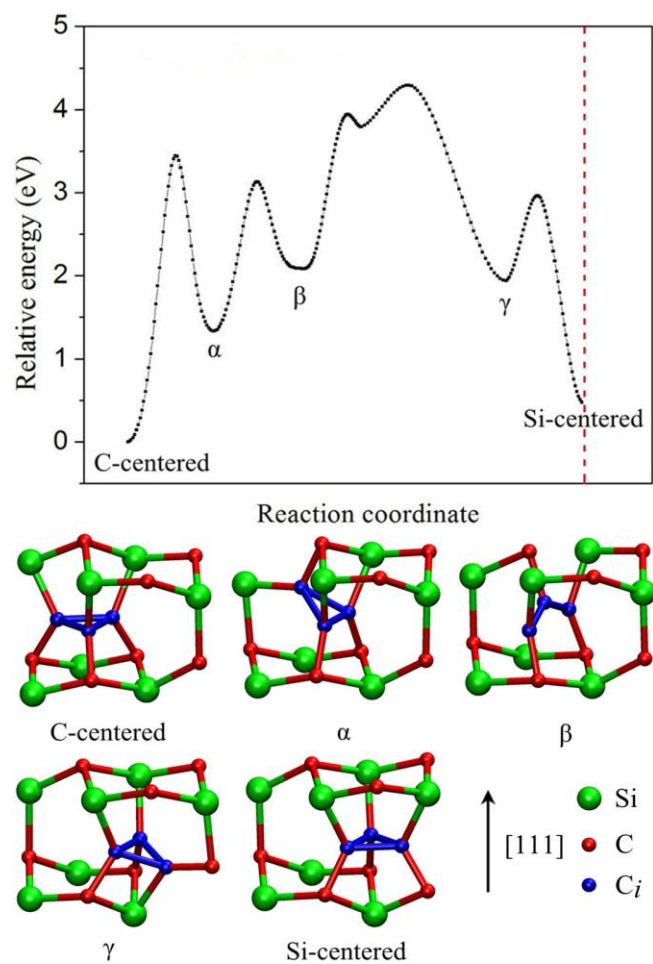 5
4
3
2
1
0
Relative energy (eV)
α
β
γ
C-centered
Si-centered
Reaction coordinate
C-centered
α
β
γ
Si-centered
[111]
Si
C
Ci